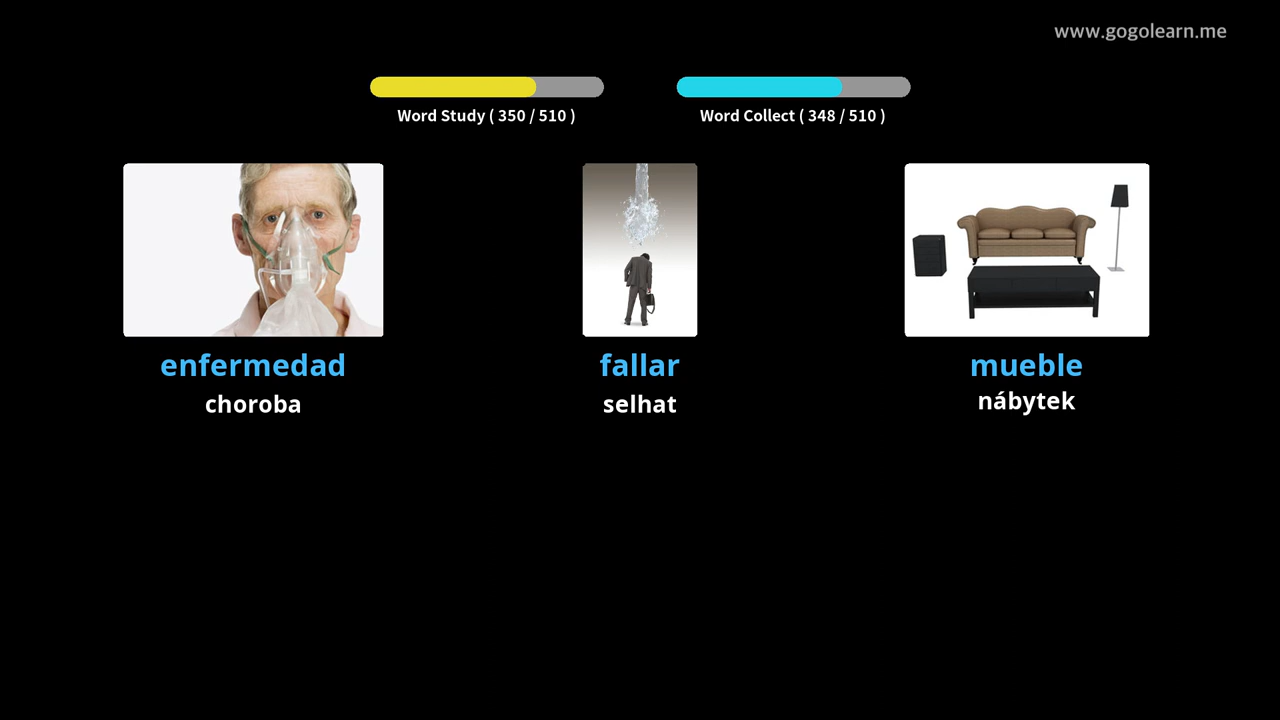 www.gogolearn.me
Word Study ( 350 / 510 )
Word Collect ( 348 / 510 )
enfermedad
choroba
fallar
selhat
mueble
nábytek